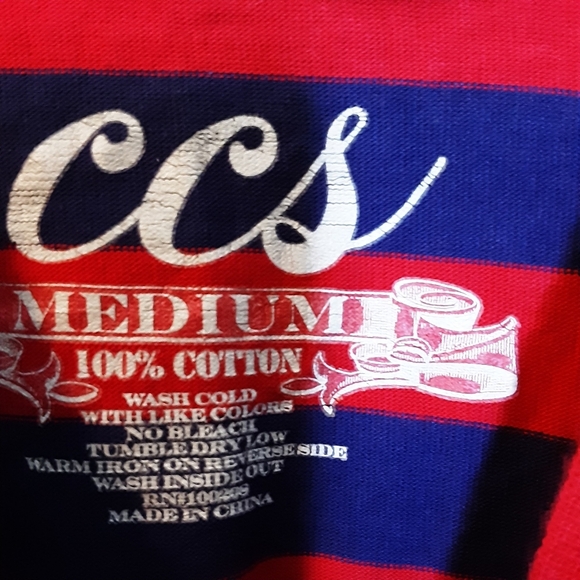 ccs
MEDIUM
100% COTTON
WASH COLD
WITH LIKE COLORS
NO BLEACH
TUMBLE DRY LOW
WARM IRON ON REVERSE SIDE
WASH INSIDE OUT
MADE IN CHINA